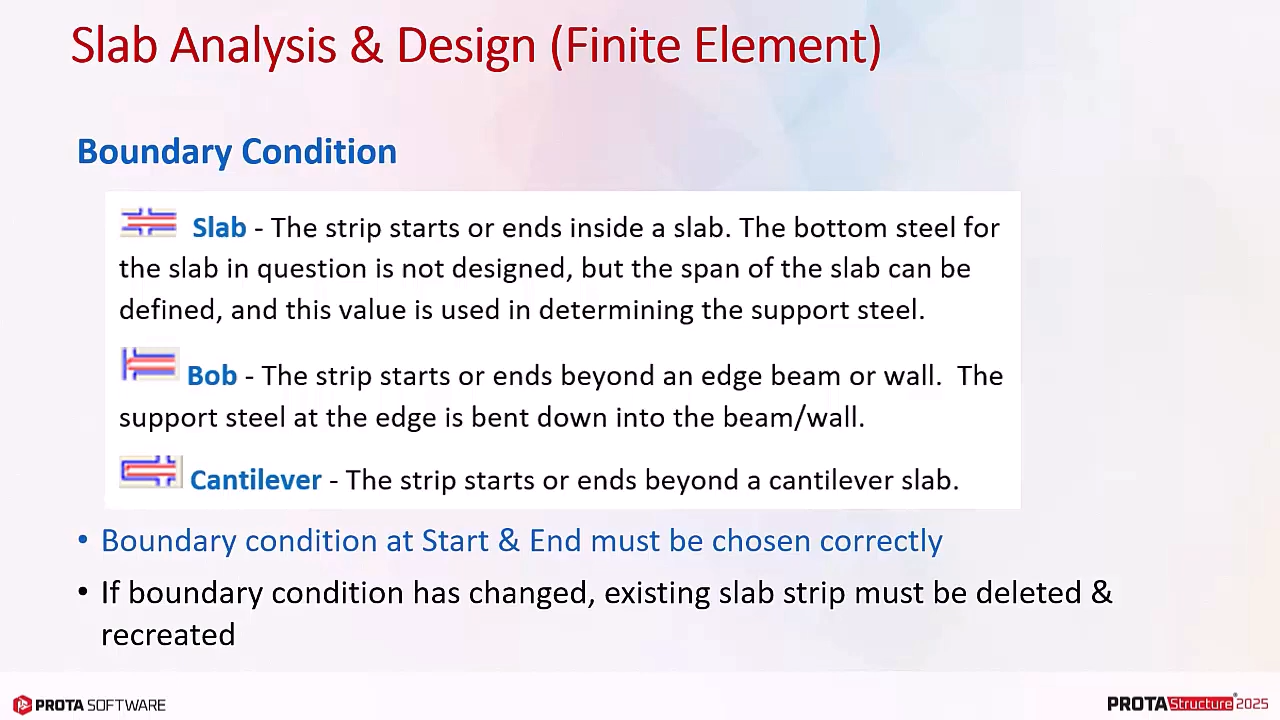 Slab Analysis & Design (Finite Element)
Boundary Condition
Slab - The strip starts or ends inside a slab. The bottom steel for
the slab in question is not designed, but the span of the slab can be
defined, and this value is used in determining the support steel.
Bob - The strip starts or ends beyond an edge beam or wall.  The
support steel at the edge is bent down into the beam/wall.
Cantilever - The strip starts or ends beyond a cantilever slab.
• Boundary condition at Start & End must be chosen correctly
• If boundary condition has changed, existing slab strip must be deleted &
recreated
PROTA SOFTWARE
PROTAStructure® 2025